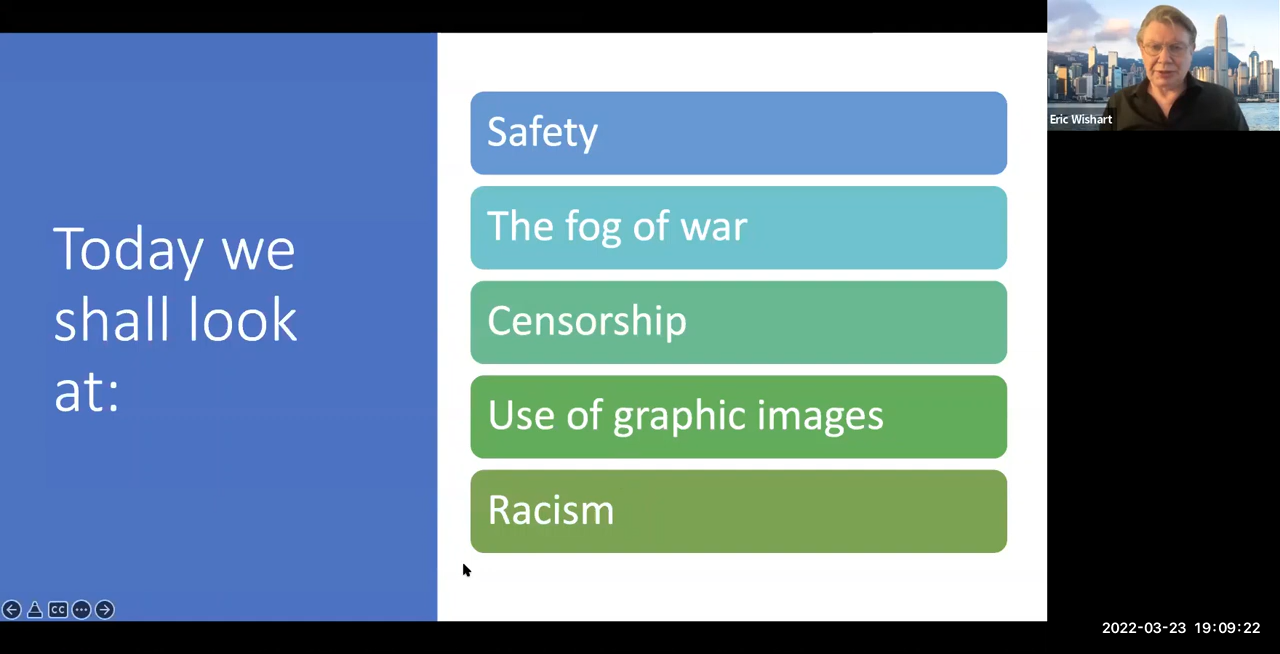 Today we
shall look
at:
Safety
The fog of war
Censorship
Use of graphic images
Racism
Eric Wishart
CC
2022-03-23 19:09:22